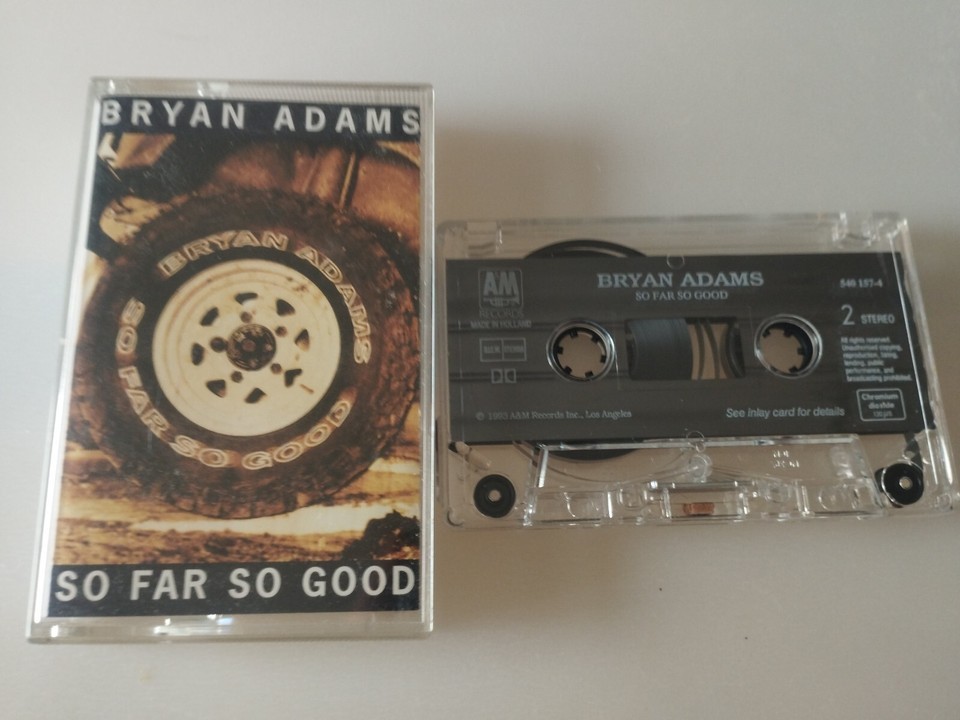 BRYAN ADAMS
BRYAN ADAMS
SO FAR SO GOOD
SO FAR SO GOOD
A&M
RECORDS
MADE IN HOLLAND
BRYAN ADAMS
SO FAR SO GOOD
540 157-4
2 STEREO
All rights reserved
Unauthorised copying,
reproduction, hiring,
lending, public
performance, and
broadcasting prohibited.
Chromium
dioxide
© 1993 A&M Records Inc., Los Angeles
See inlay card for details